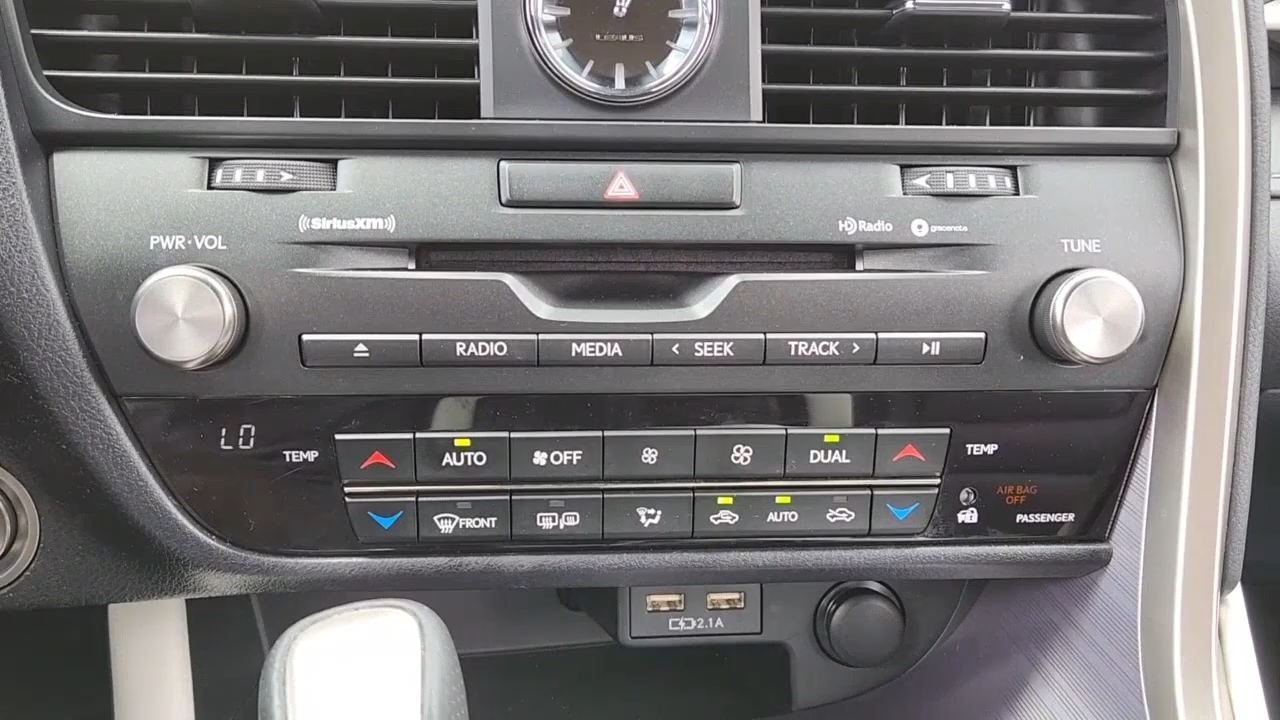 LEXUS
((SiriusXM))
HD Radio
gracenote
PWR·VOL
TUNE
RADIO
MEDIA
< SEEK
TRACK >
LO
TEMP
AUTO
OFF
DUAL
TEMP
FRONT
AUTO
AIR BAG
OFF
PASSENGER
2.1A